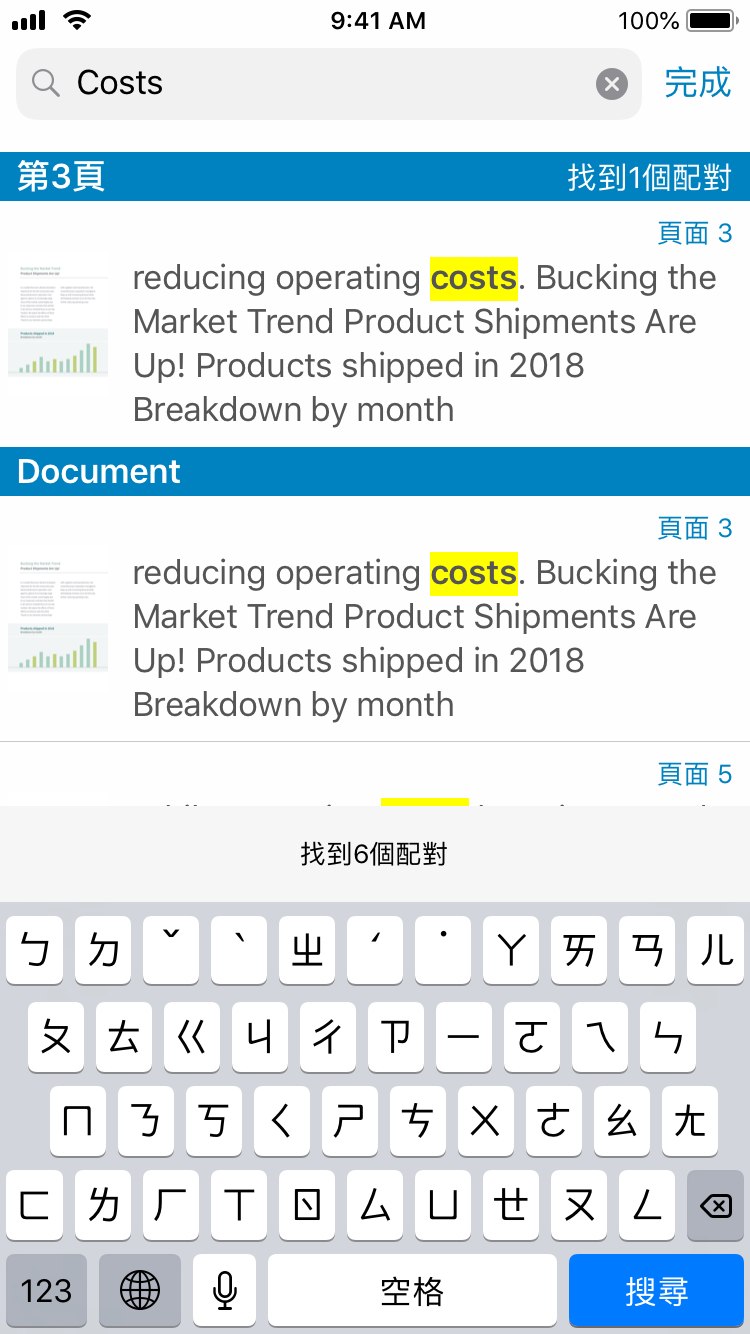 9:41 AM 100%
Costs 完成
第3頁 找到1個配對
頁面 3
reducing operating costs. Bucking the
Market Trend Product Shipments Are
Up! Products shipped in 2018
Breakdown by month
Document
頁面 3
reducing operating costs. Bucking the
Market Trend Product Shipments Are
Up! Products shipped in 2018
Breakdown by month
頁面 5
找到6個配對
ㄅ ㄉ ˇ ˋ ㄓ ˊ ˙ ㄚ ㄞ ㄢ ㄦ
ㄆ ㄊ ㄍ ㄐ ㄔ ㄗ ㄧ ㄛ ㄟ ㄣ
ㄇ ㄋ ㄎ ㄑ ㄕ ㄘ ㄨ ㄜ ㄠ ㄤ
ㄈ ㄌ ㄏ ㄒ ㄖ ㄙ ㄩ ㄝ ㄡ ㄥ
123 空格 搜尋